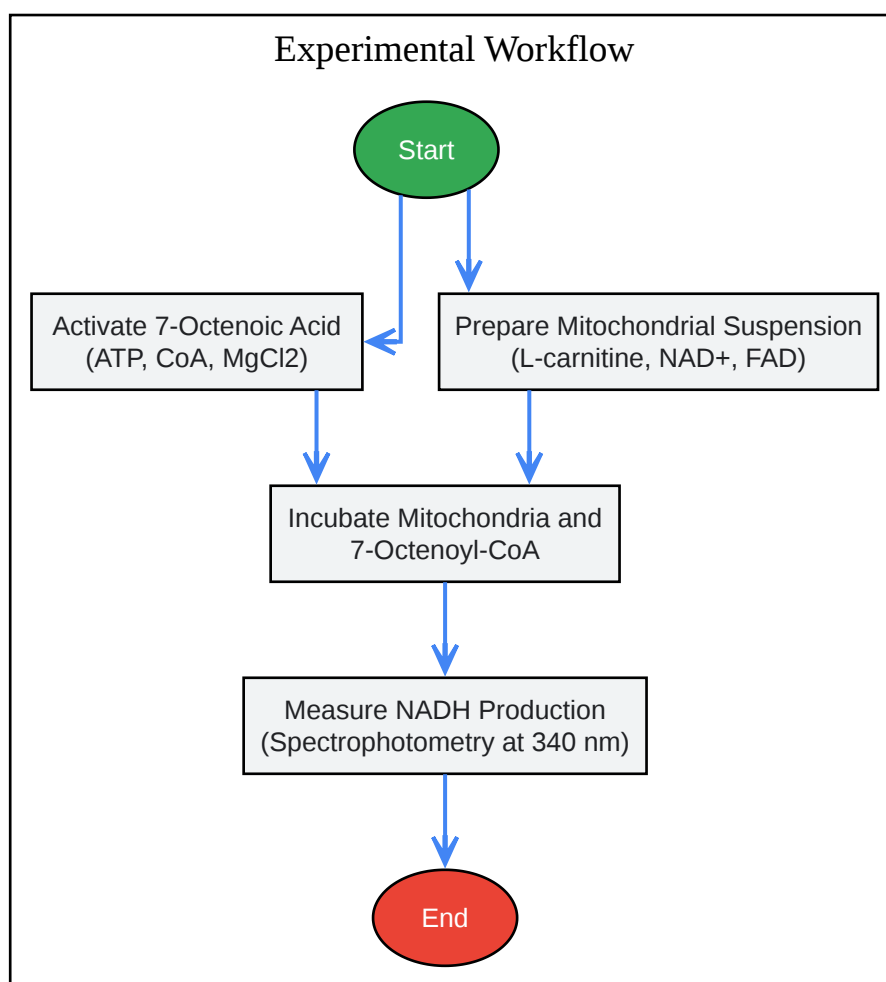 Experimental Workflow
Start
Activate 7-Octenoic Acid
(ATP, CoA, MgCl2)
Prepare Mitochondrial Suspension
(L-carnitine, NAD+, FAD)
Incubate Mitochondria and
7-Octenoyl-CoA
Measure NADH Production
(Spectrophotometry at 340 nm)
End